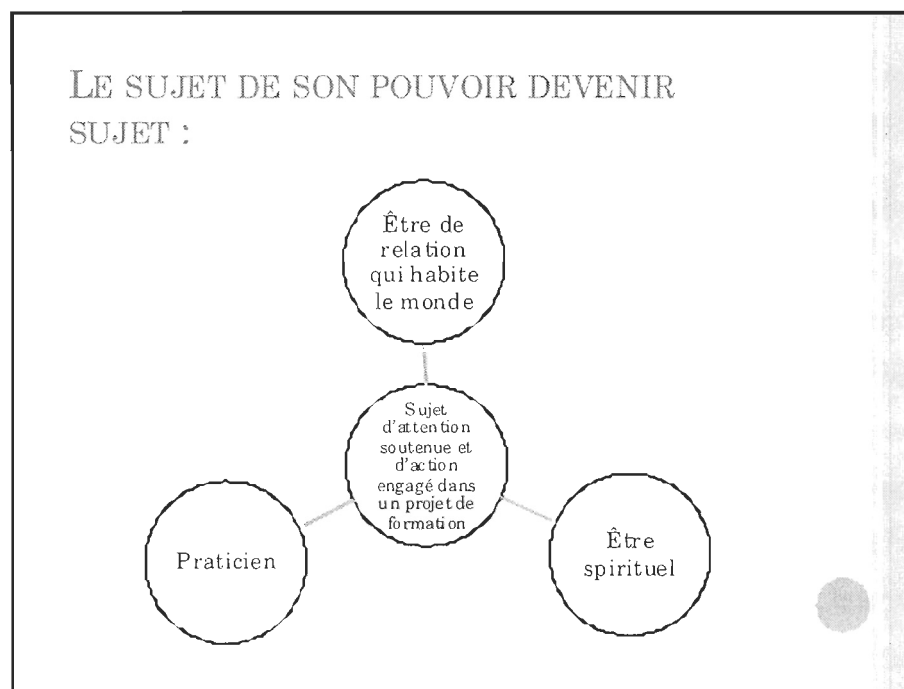 LE SUJET DE SON POUVOIR DEVENIR
SUJET :
Être de
relation
qui habite
le monde
Sujet
d'attention
soutenue et
d'action
engagé dans
un projet de
formation
Praticien
Être
spirituel